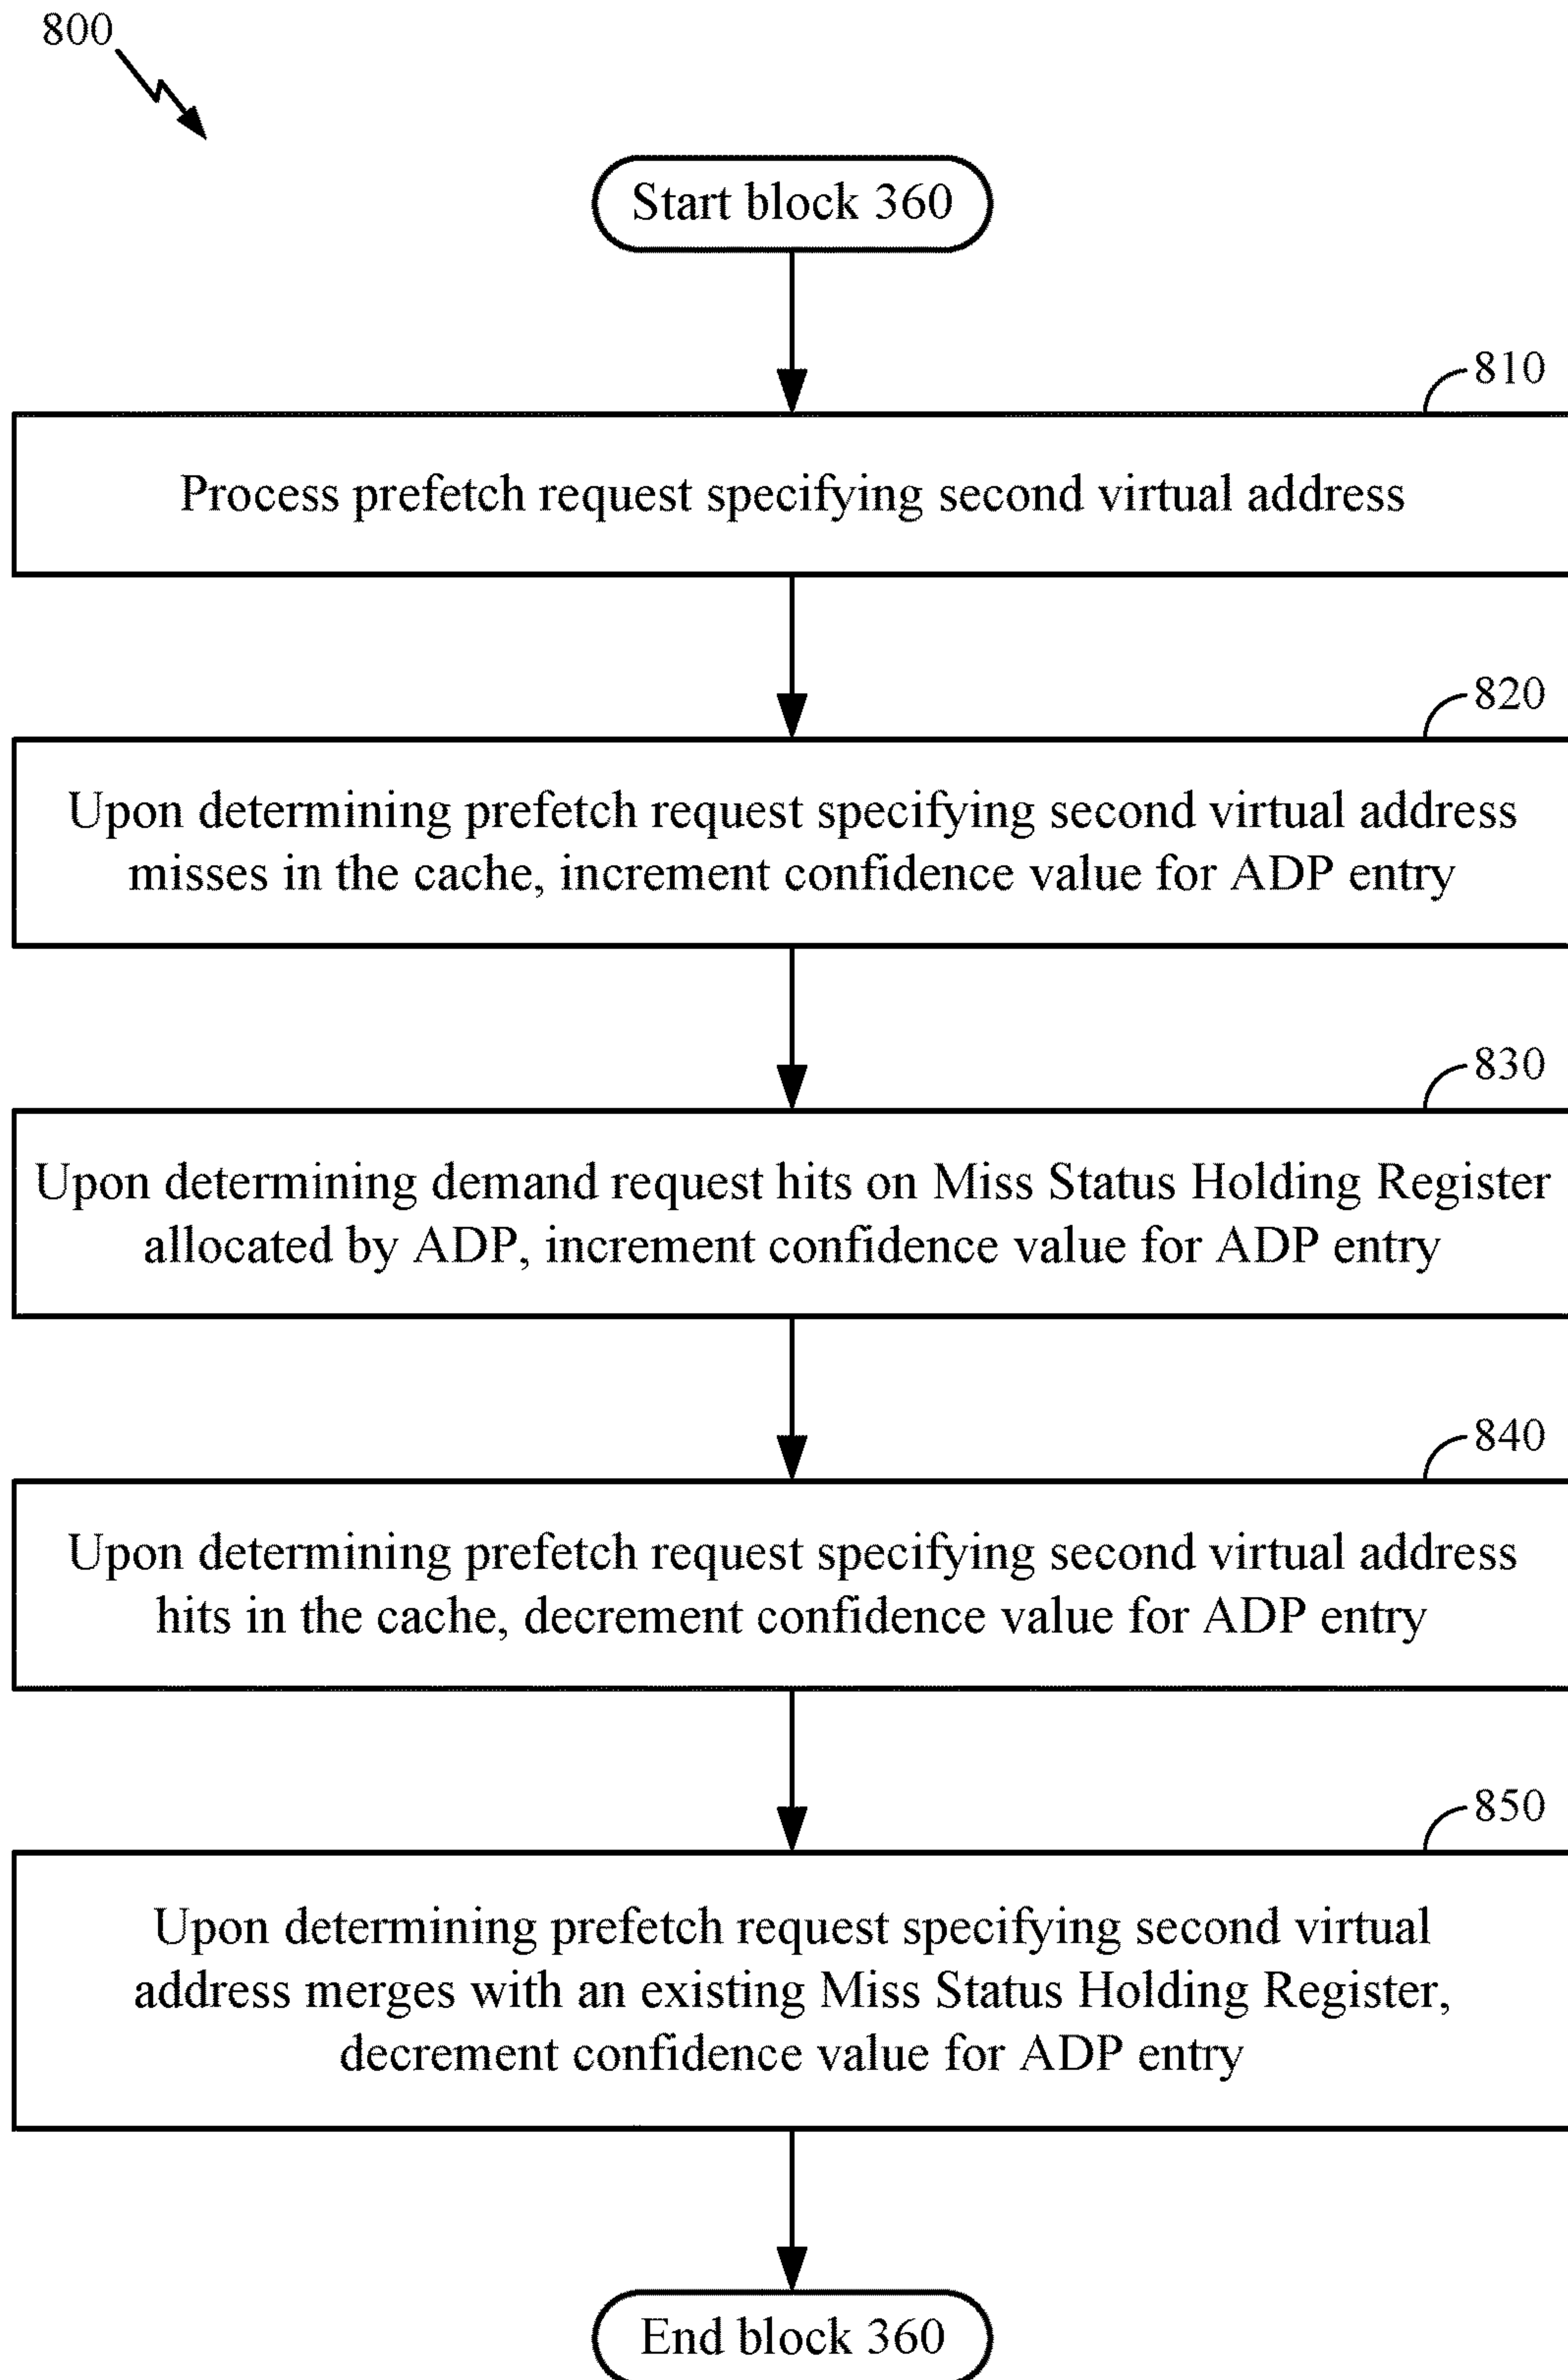 800
Start block 360
810
Process prefetch request specifying second virtual address
820
Upon determining prefetch request specifying second virtual address
misses in the cache, increment confidence value for ADP entry
830
Upon determining demand request hits on Miss Status Holding Register
allocated by ADP, increment confidence value for ADP entry
840
Upon determining prefetch request specifying second virtual address
hits in the cache, decrement confidence value for ADP entry
850
Upon determining prefetch request specifying second virtual
address merges with an existing Miss Status Holding Register,
decrement confidence value for ADP entry
End block 360